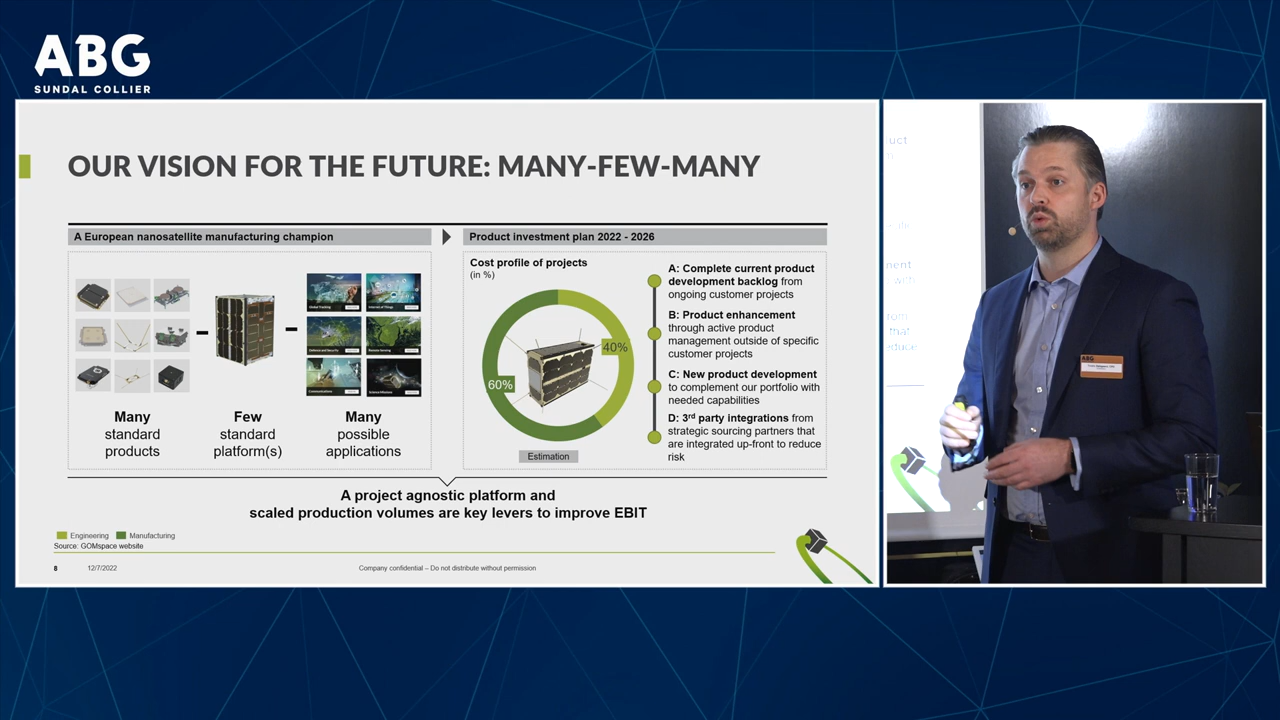 ABG
SUNDAL COLLIER
OUR VISION FOR THE FUTURE: MANY-FEW-MANY
A European nanosatellite manufacturing champion
Many
standard
products
Few
standard
platform(s)
Many
possible
applications
Product investment plan 2022 - 2026
Cost profile of projects
(in %)
40%
60%
Estimation
A: Complete current product
development backlog from
ongoing customer projects
B: Product enhancement
through active product
management outside of specific
customer projects
C: New product development
to complement our portfolio with
needed capabilities
D: 3rd party integrations from
strategic sourcing partners that
are integrated up-front to reduce
risk
A project agnostic platform and
scaled production volumes are key levers to improve EBIT
Engineering Manufacturing
Source: GOMspace website
8 12/7/2022 Company confidential – Do not distribute without permission
ABG